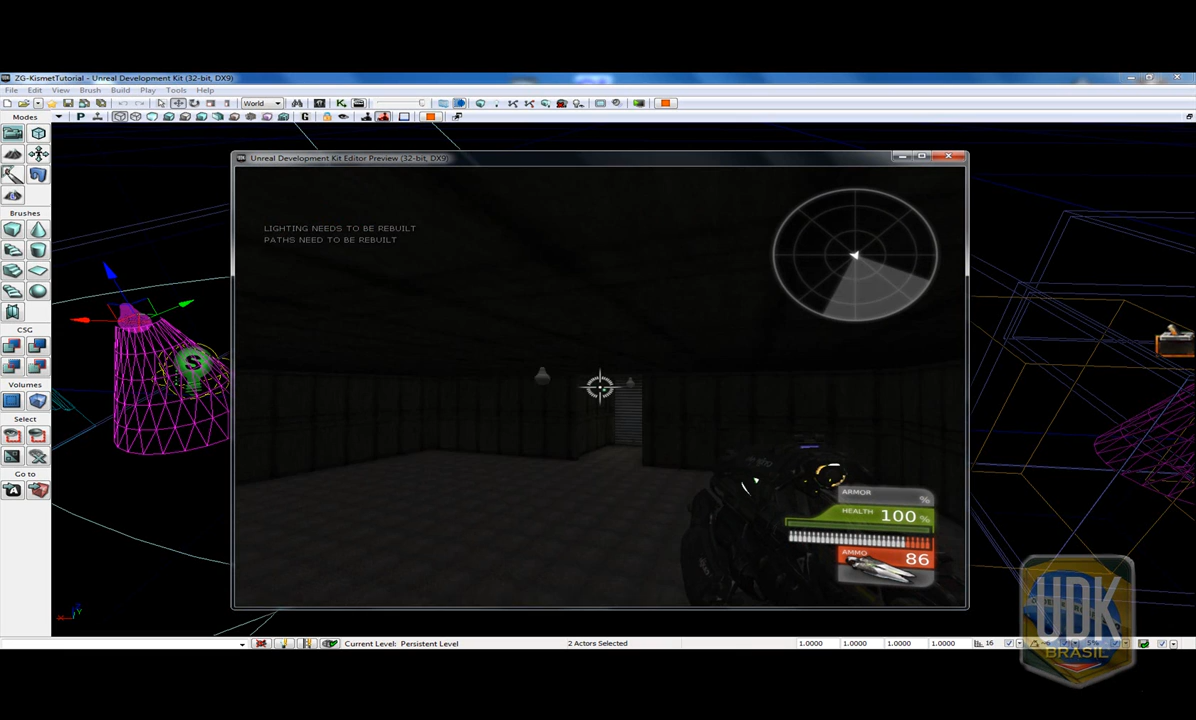 ZG-KismetTutorial - Unreal Development Kit (32-bit, DX9)
File Edit View Brush Build Play Tools Help
World
Modes
P
G
Unreal Development Kit Editor Preview (32-bit, DX9)
Brushes
LIGHTING NEEDS TO BE REBUILT
PATHS NEED TO BE REBUILT
CSG
S
Volumes
Select
Go to
ARMOR %
HEALTH 100 %
AMMO 86
UDK
BRASIL
Current Level: Persistent Level 2 Actors Selected 1.0000 1.0000 1.0000 1.0000 16